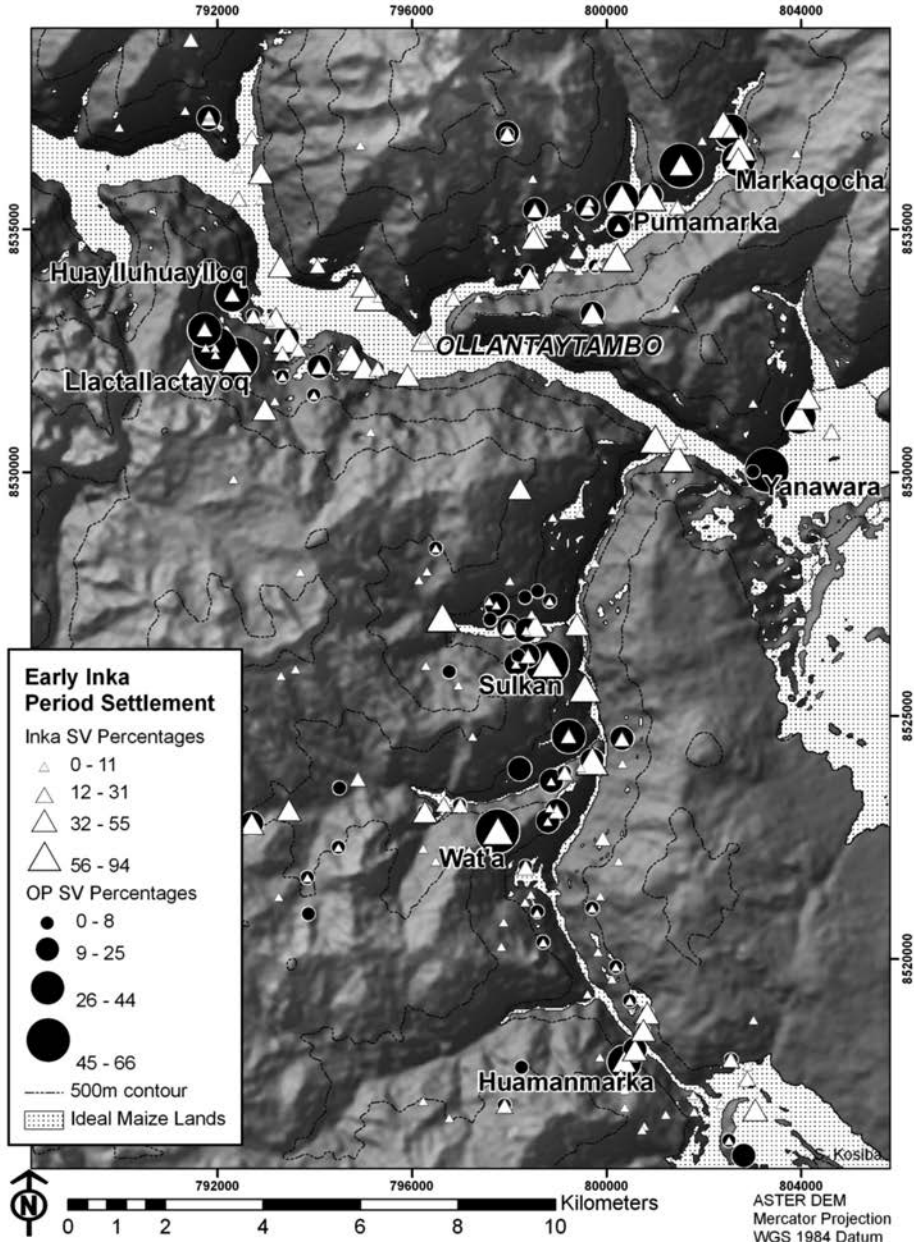 792000 796000 800000 804000
Markaqocha
Pumamarka
8535000 8535000
Huaylluhuaylloq
OLLANTAYTAMBO
Llactallactayoq
8530000 8530000
Yanawara
Early Inka
Period Settlement
Inka SV Percentages
0 - 11
12 - 31
32 - 55
56 - 94
OP SV Percentages
0 - 8
9 - 25
26 - 44
45 - 66
500m contour
Ideal Maize Lands
Sulkan
8525000
Wat'a
8520000
Huamanmarka
S. Kosiba
792000 796000 800000 804000
N
Kilometers
0 1 2 4 6 8 10
ASTER DEM
Mercator Projection
WGS 1984 Datum